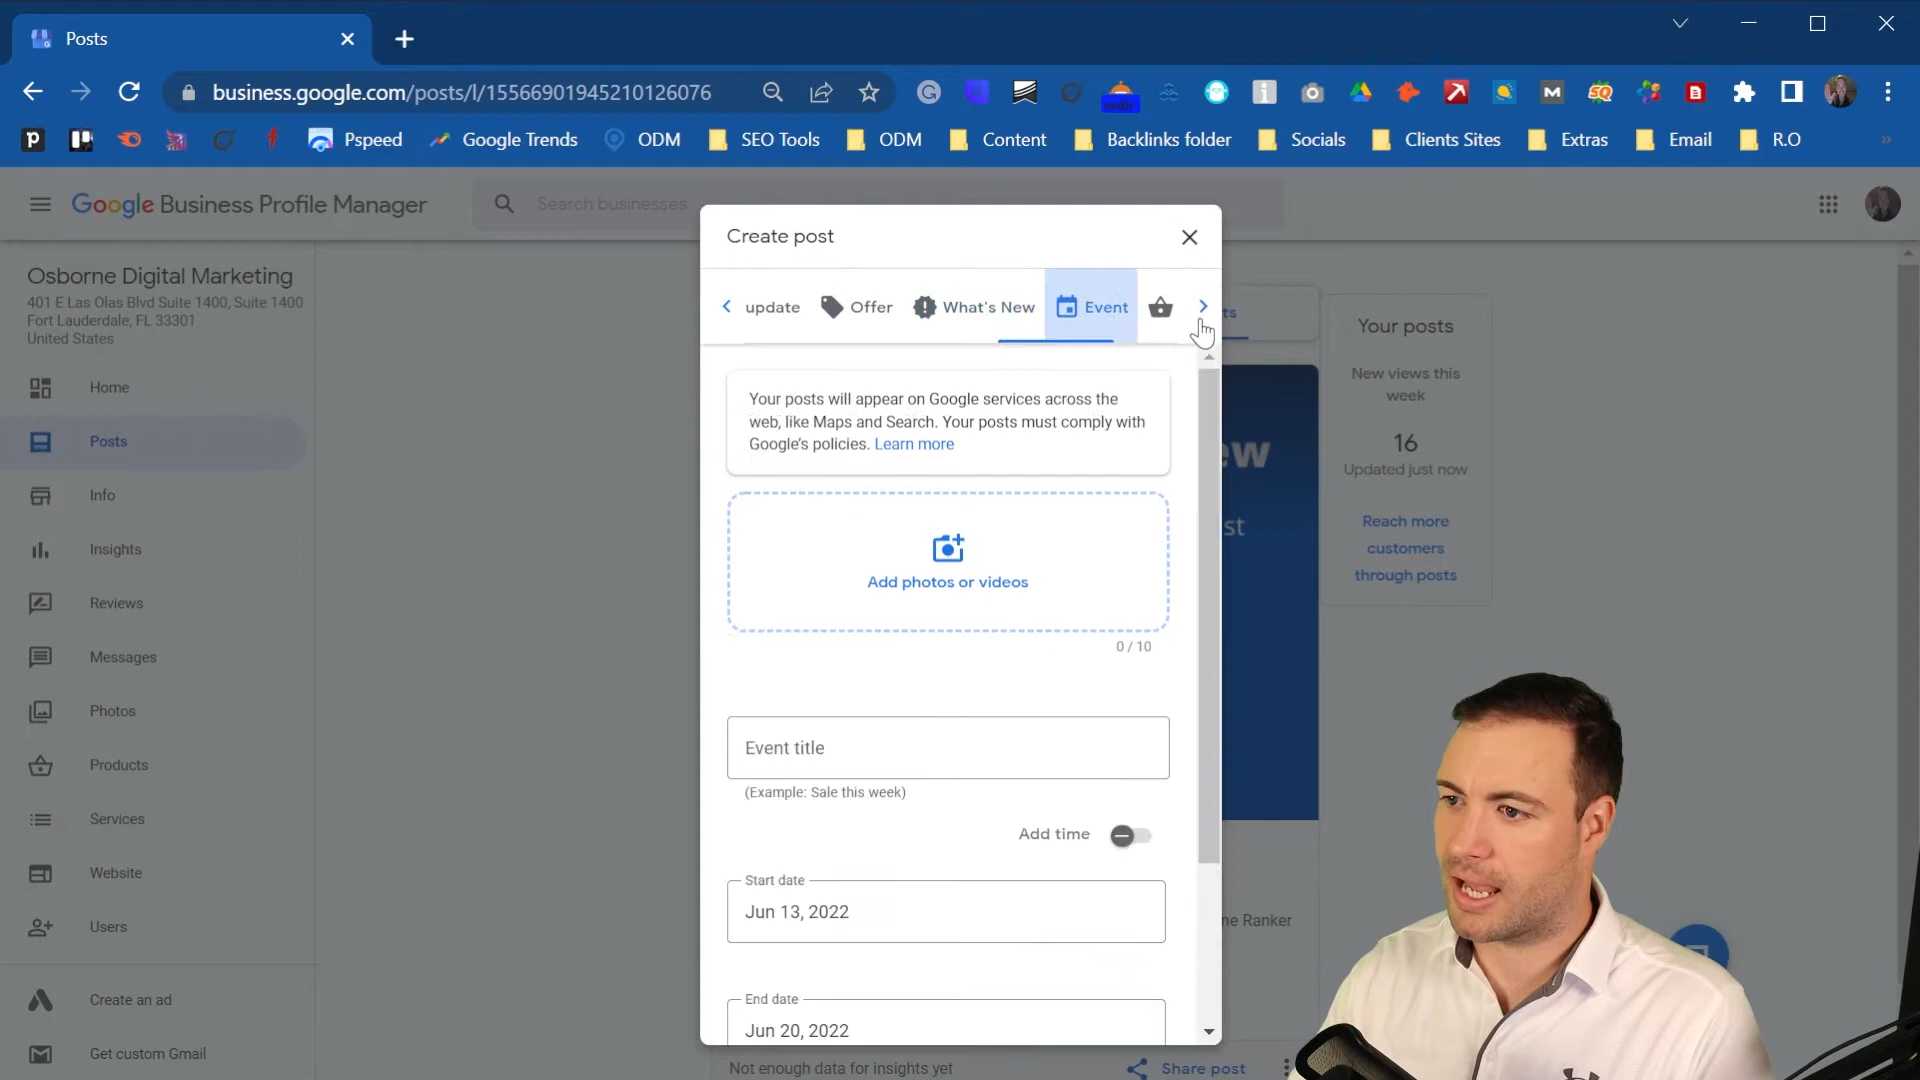 Posts
business.google.com/posts/l/15566901945210126076
Pspeed
Google Trends
ODM
SEO Tools
ODM
Content
Backlinks folder
Socials
Clients Sites
Extras
Email
R.O
Google Business Profile Manager
Search businesses
Osborne Digital Marketing
401 E Las Olas Blvd Suite 1400, Suite 1400
Fort Lauderdale, FL 33301
United States
Home
Posts
Info
Insights
Reviews
Messages
Photos
Products
Services
Website
Users
Create an ad
Get custom Gmail
Create post
update
Offer
What's New
Event
Your posts will appear on Google services across the
web, like Maps and Search. Your posts must comply with
Google's policies. Learn more
Add photos or videos
0 / 10
Event title
(Example: Sale this week)
Add time
Start date
Jun 13, 2022
End date
Jun 20, 2022
Not enough data for insights yet
Share post
ts
ew
st
ne Ranker
Your posts
New views this
week
16
Updated just now
Reach more
customers
through posts